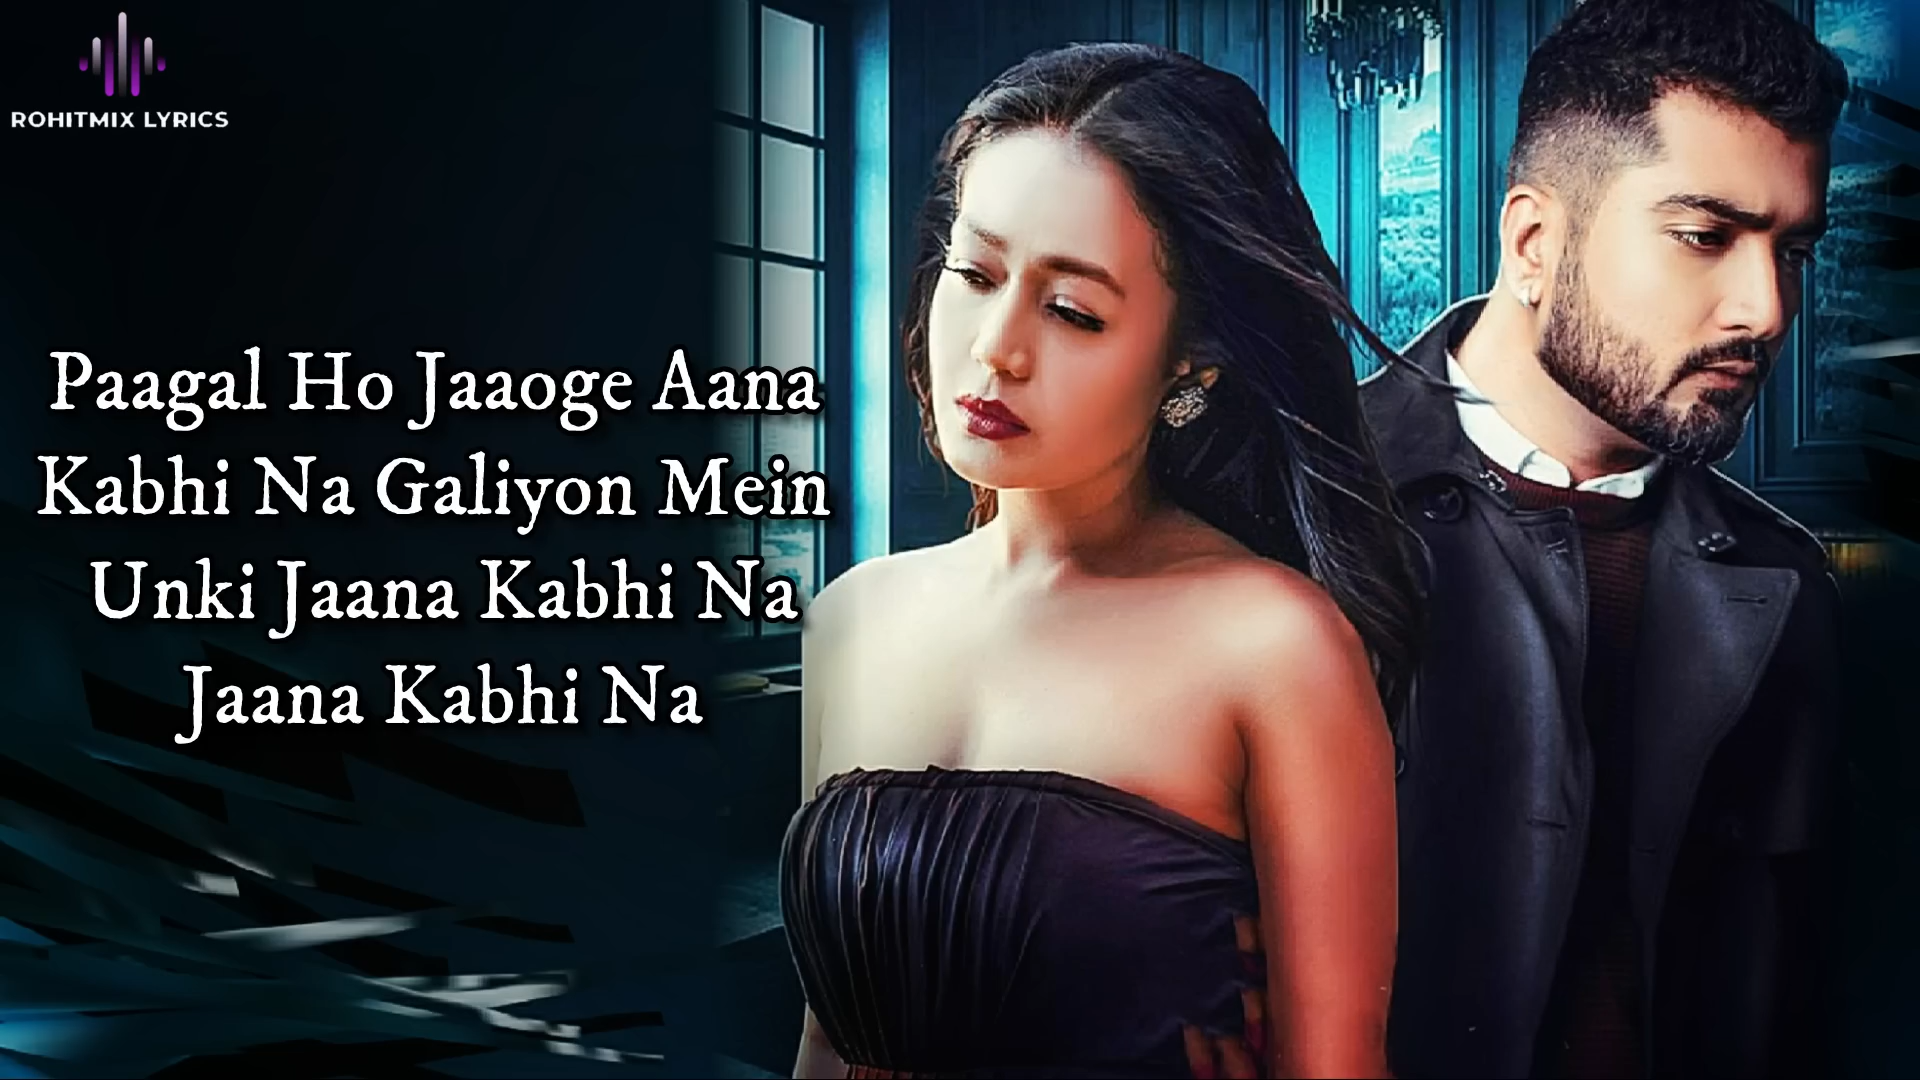 ROHITMIX LYRICS
Paagal Ho Jaaoge Aana
Kabhi Na Galiyon Mein
Unki Jaana Kabhi Na
Jaana Kabhi Na